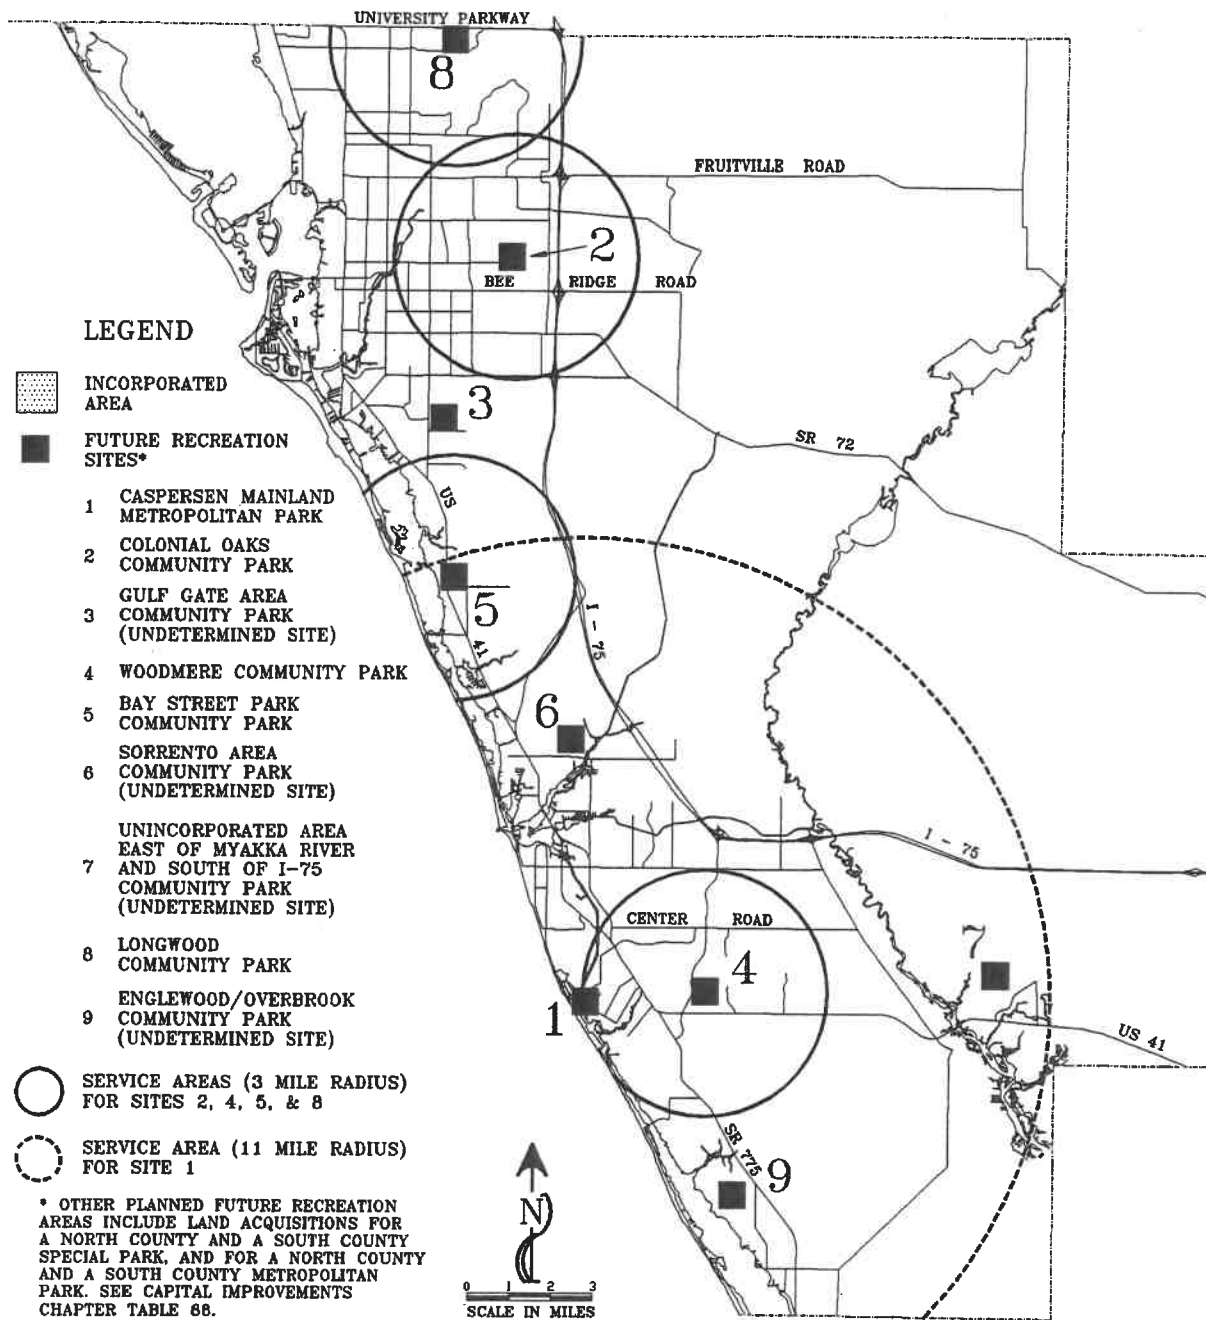 UNIVERSITY PARKWAY
8
FRUITVILLE ROAD
2
BEE RIDGE ROAD
3
SR 72
US
41
5
I - 75
6
I - 75
CENTER ROAD
4
1
US 41
SR 775
9
LEGEND
INCORPORATED
AREA
FUTURE RECREATION
SITES*
1 CASPERSEN MAINLAND
METROPOLITAN PARK
2 COLONIAL OAKS
COMMUNITY PARK
GULF GATE AREA
3 COMMUNITY PARK
(UNDETERMINED SITE)
4 WOODMERE COMMUNITY PARK
5 BAY STREET PARK
COMMUNITY PARK
SORRENTO AREA
6 COMMUNITY PARK
(UNDETERMINED SITE)
UNINCORPORATED AREA
EAST OF MYAKKA RIVER
7 AND SOUTH OF I-75
COMMUNITY PARK
(UNDETERMINED SITE)
8 LONGWOOD
COMMUNITY PARK
ENGLEWOOD/OVERBROOK
9 COMMUNITY PARK
(UNDETERMINED SITE)
SERVICE AREAS (3 MILE RADIUS)
FOR SITES 2, 4, 5, & 8
SERVICE AREA (11 MILE RADIUS)
FOR SITE 1
* OTHER PLANNED FUTURE RECREATION
AREAS INCLUDE LAND ACQUISITIONS FOR
A NORTH COUNTY AND A SOUTH COUNTY
SPECIAL PARK, AND FOR A NORTH COUNTY
AND A SOUTH COUNTY METROPOLITAN
PARK. SEE CAPITAL IMPROVEMENTS
CHAPTER TABLE 88.
N
0 1 2 3
SCALE IN MILES